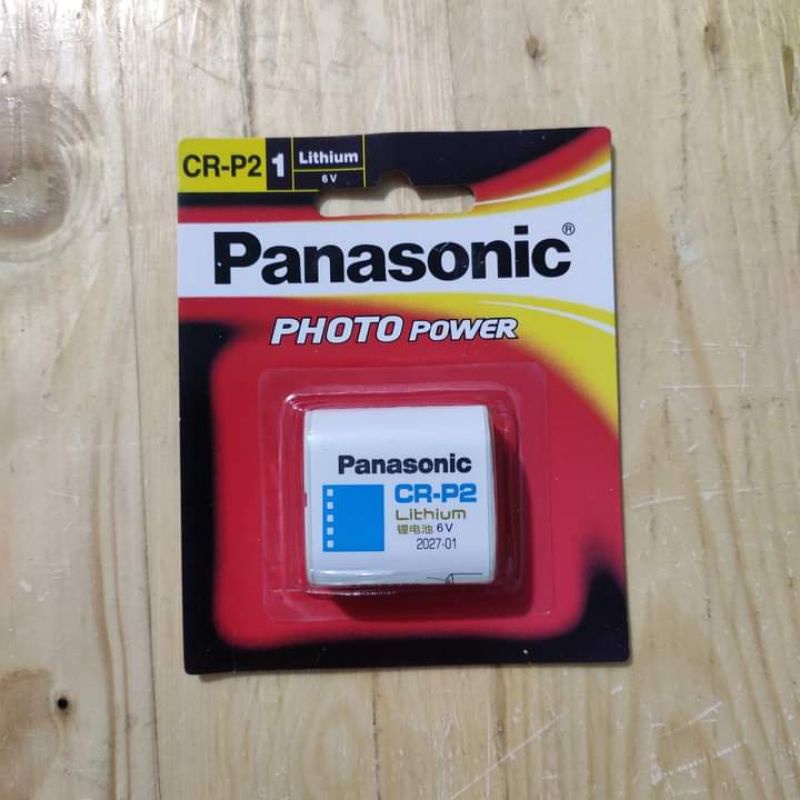 CR-P2 1 Lithium
6V
Panasonic®
PHOTO POWER
Panasonic
CR-P2
Lithium
锂电池 6V
2027-01